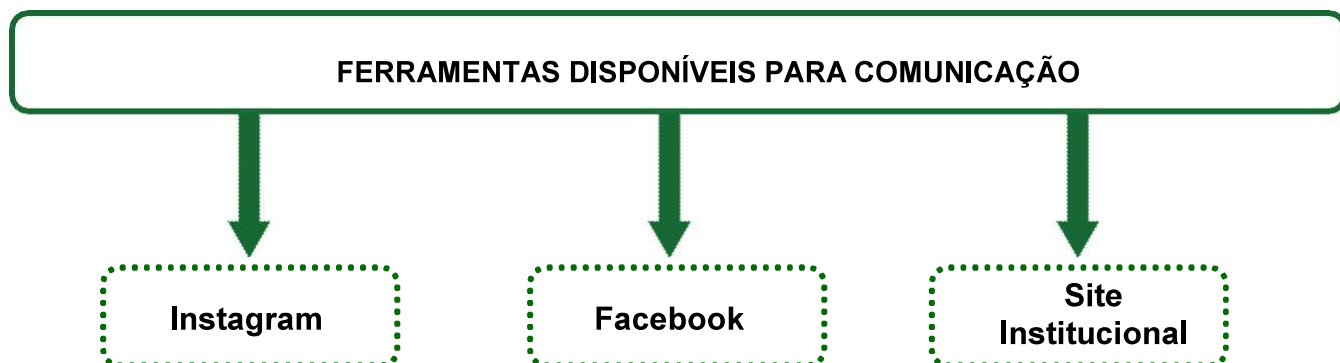 FERRAMENTAS DISPONÍVEIS PARA COMUNICAÇÃO
Instagram
Facebook
Site
Institucional